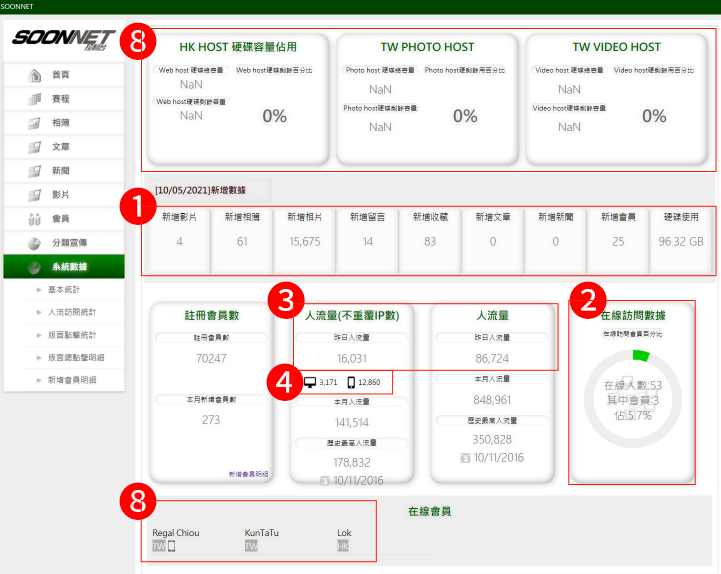 SOONNET
SOONNET
8
HK HOST 硬碟容量佔用
TW PHOTO HOST
TW VIDEO HOST
Web host 硬碟總容量
Web host硬碟剩餘百分比
NaN
Web host硬碟剩餘容量
NaN
0%
Photo host 硬碟總容量
Photo host硬碟剩餘用百分比
NaN
Photo host硬碟剩餘容量
NaN
0%
Video host 硬碟總容量
Video host硬碟剩餘用百分比
NaN
Video host硬碟剩餘容量
NaN
0%
首頁
賽程
相簿
文章
新聞
影片
會員
分類宣傳
系統數據
基本統計
人流訪問統計
版面點擊統計
版面總點擊明細
新增會員明細
[10/05/2021]新增數據
1
新增影片 新增相簿 新增相片 新增留言 新增收藏 新增文章 新增新聞 新增會員 硬碟使用
4 61 15,675 14 83 0 0 25 96.32 GB
註冊會員數
註冊會員數
70247
本月新增會員數
273
新增會員明細
3
人流量(不重覆IP數)
昨日人流量
16,031
4
3,171 12,860
本月人流量
141,514
歷史最高人流量
178,832
3 10/11/2016
人流量
昨日人流量
86,724
本月人流量
848,961
歷史最高人流量
350,828
3 10/11/2016
2
在線訪問數據
在線訪問會員百分比
在線人數:53
其中會員:3
佔:5.7%
8
在線會員
Regal Chiou KunTaTu Lok
TW TW HK